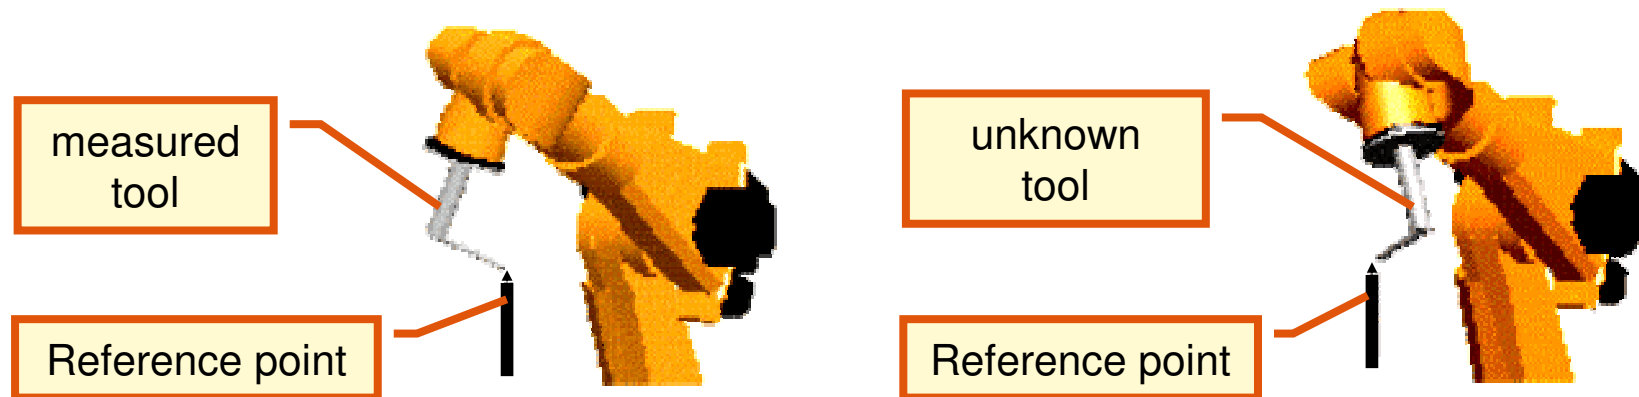 measured
tool
Reference point
unknown
tool
Reference point